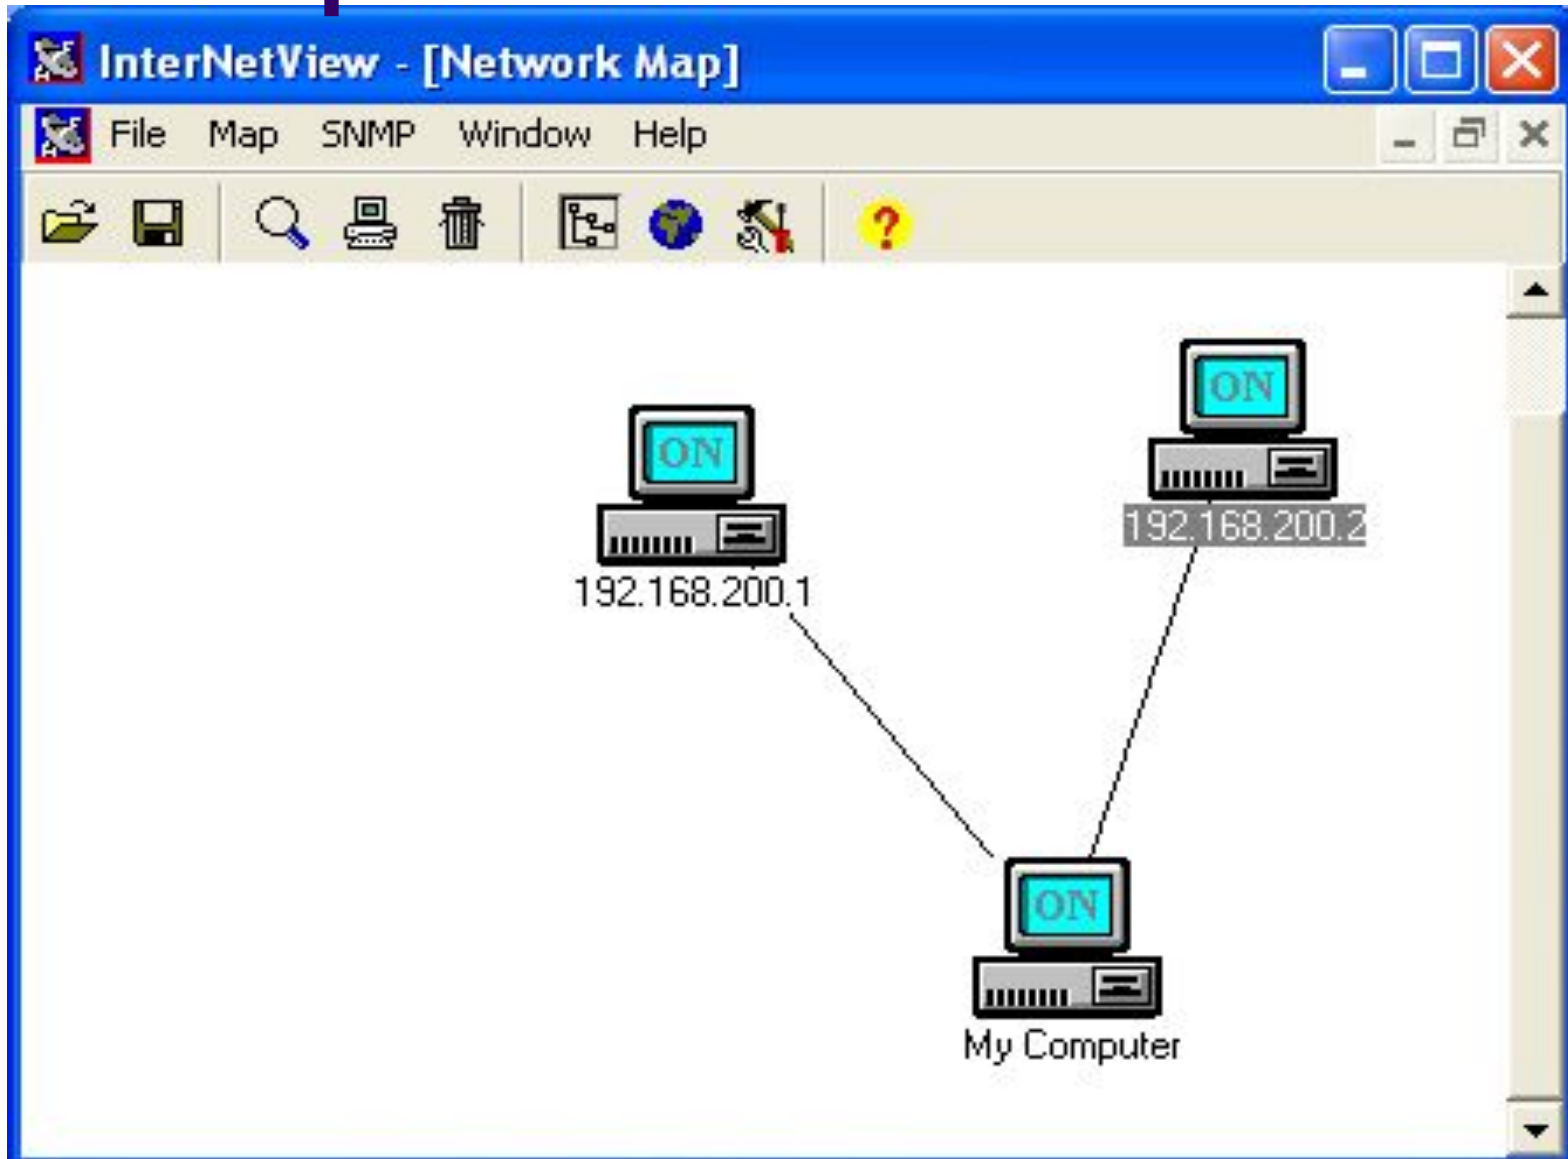 InterNetView - [Network Map]
File Map SNMP Window Help
?
ON
192.168.200.2
ON
192.168.200.1
ON
My Computer